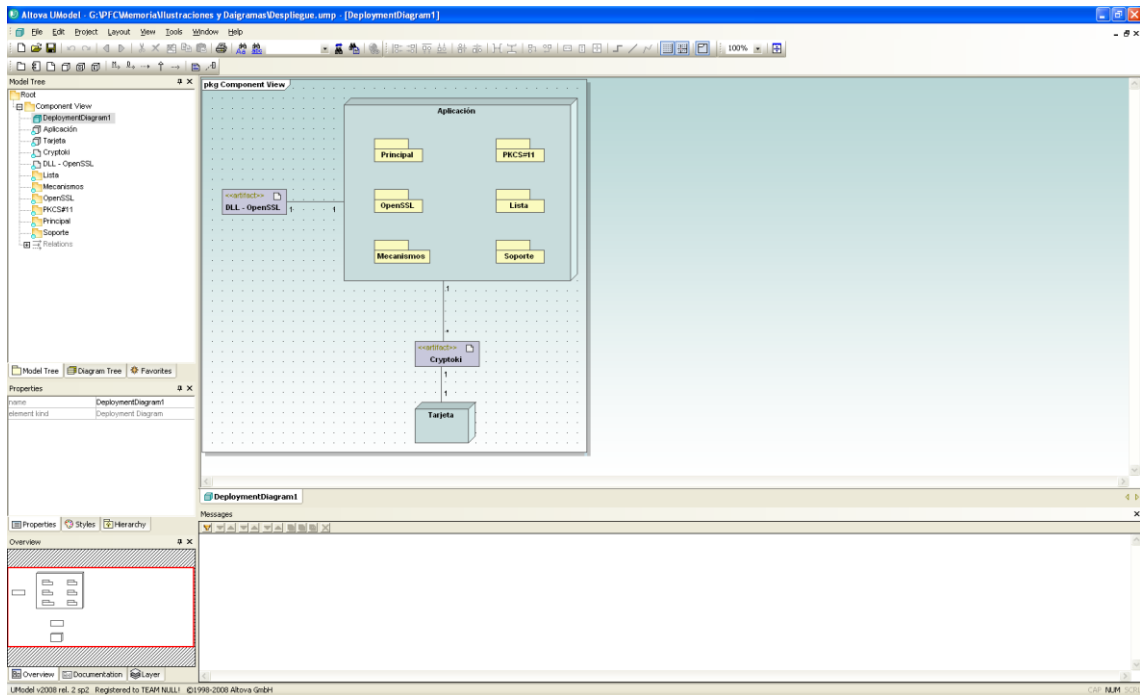 Altova UModel - G:\PFC\Memoria\Ilustraciones y Daigramas\Despliegue.ump - [DeploymentDiagram1]
File Edit Project Layout View Tools Window Help
100%
Model Tree
Root
Component View
DeploymentDiagram1
Aplicación
Tarjeta
Cryptoki
DLL - OpenSSL
Lista
Mecanismos
OpenSSL
PKCS#11
Principal
Soporte
Relations
Model Tree Diagram Tree Favorites
Properties
name DeploymentDiagram1
element kind Deployment Diagram
Properties Styles Hierarchy
Overview
Overview Documentation Layer
pkg Component View
Aplicación
Principal PKCS#11
<<artifact>>
DLL - OpenSSL 1 1
OpenSSL Lista
Mecanismos Soporte
1
*
<<artifact>>
Cryptoki
1
1
Tarjeta
DeploymentDiagram1
Messages
UModel v2008 rel. 2 sp2 Registered to TEAM NULL! ©1998-2008 Altova GmbH
CAP NUM SCRL